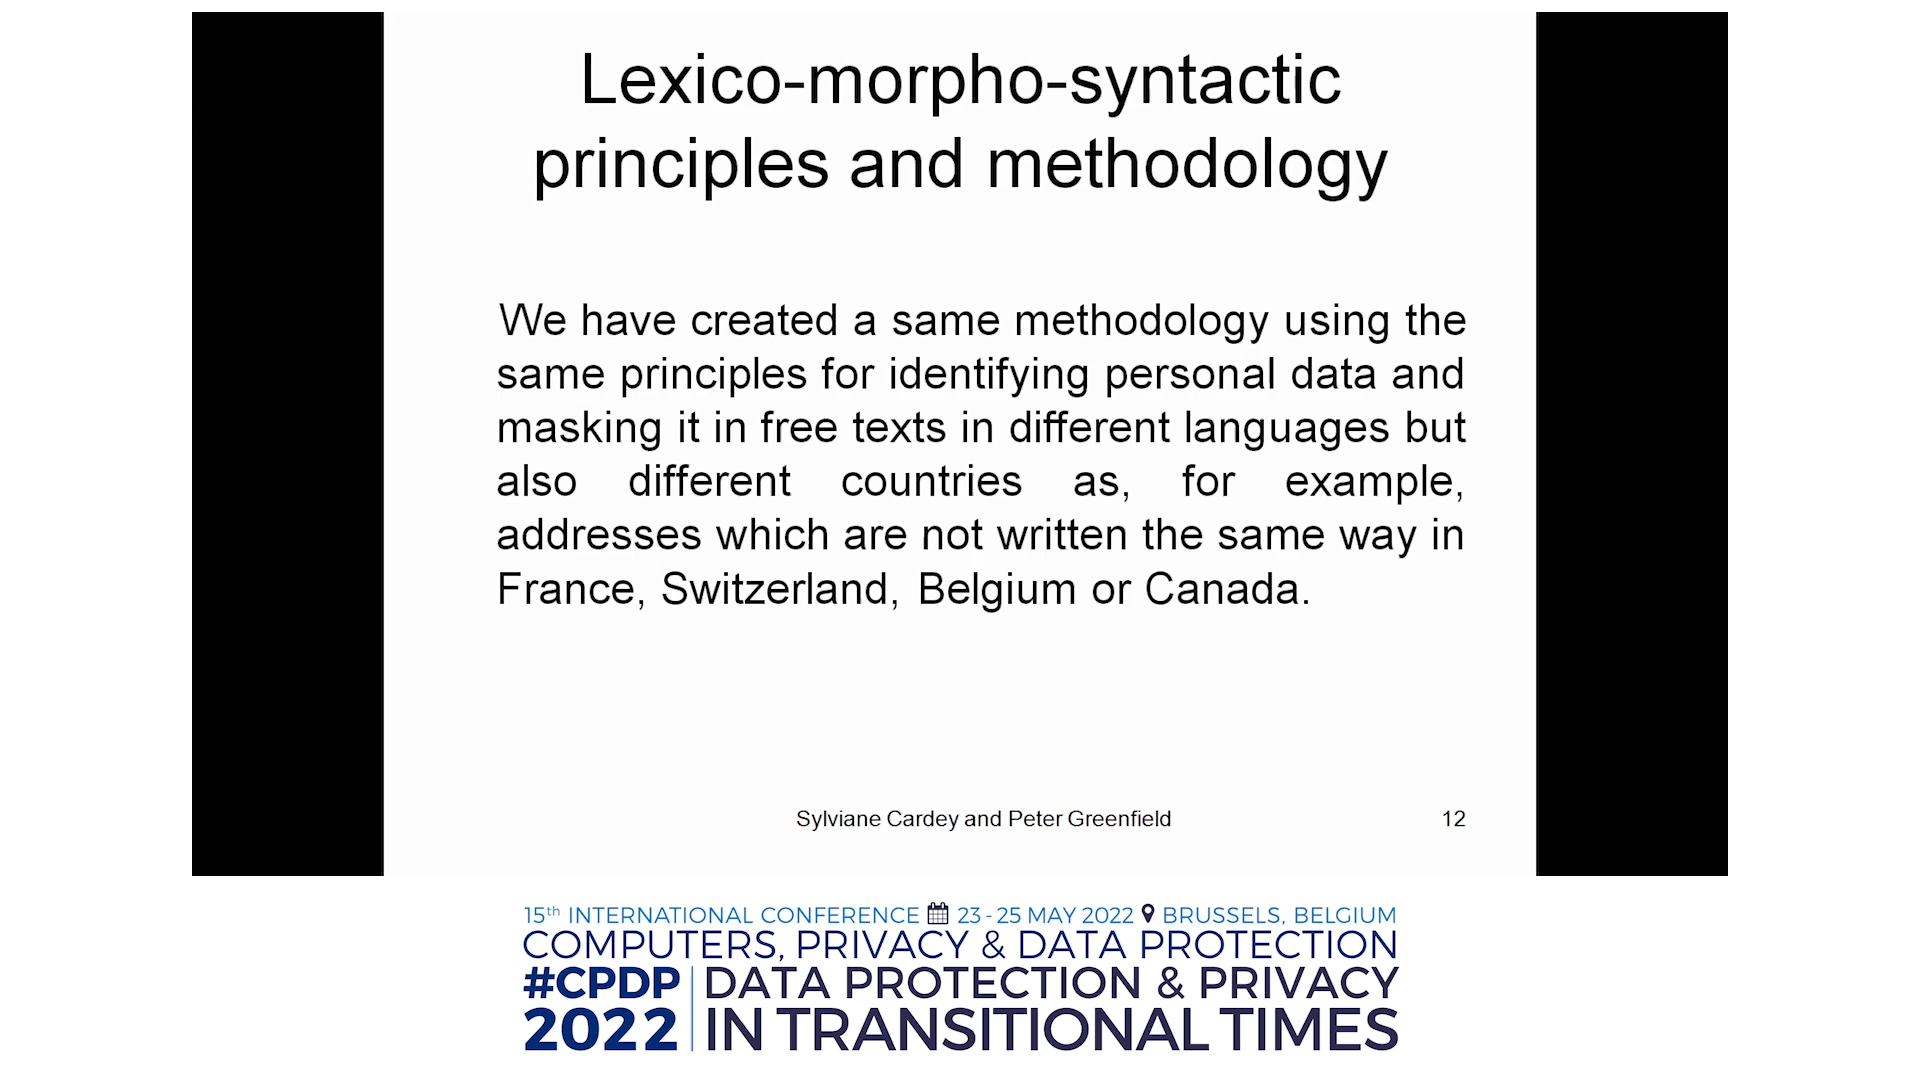 Lexico-morpho-syntactic
principles and methodology
We have created a same methodology using the
same principles for identifying personal data and
masking it in free texts in different languages but
also different countries as, for example,
addresses which are not written the same way in
France, Switzerland, Belgium or Canada.
Sylviane Cardey and Peter Greenfield 12
15th INTERNATIONAL CONFERENCE 23-25 MAY 2022 BRUSSELS, BELGIUM
COMPUTERS, PRIVACY & DATA PROTECTION
#CPDP DATA PROTECTION & PRIVACY
2022 IN TRANSITIONAL TIMES